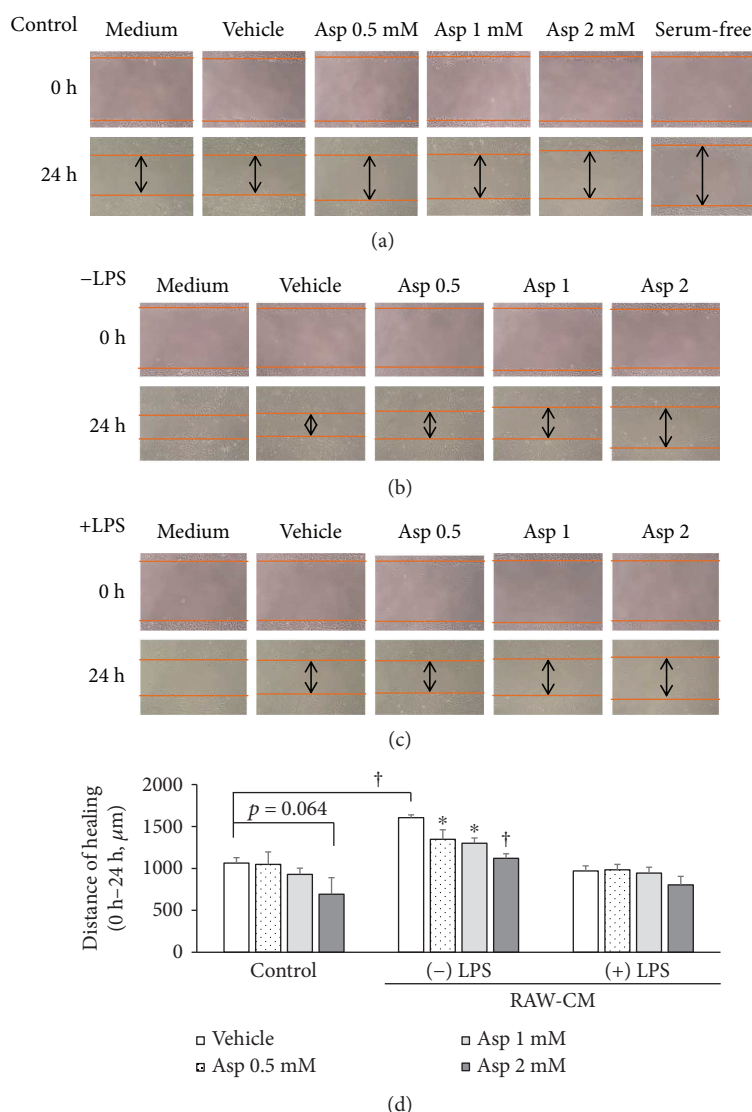 Control Medium Vehicle Asp 0.5 mM Asp 1 mM Asp 2 mM Serum-free
0 h
24 h
(a)
−LPS Medium Vehicle Asp 0.5 Asp 1 Asp 2
0 h
24 h
(b)
+LPS Medium Vehicle Asp 0.5 Asp 1 Asp 2
0 h
24 h
(c)
Distance of healing
(0 h–24 h, μm)
2000
1500
1000
500
0
†
p = 0.064
* * †
Control (−) LPS (+) LPS
RAW-CM
Vehicle Asp 1 mM
Asp 0.5 mM Asp 2 mM
(d)